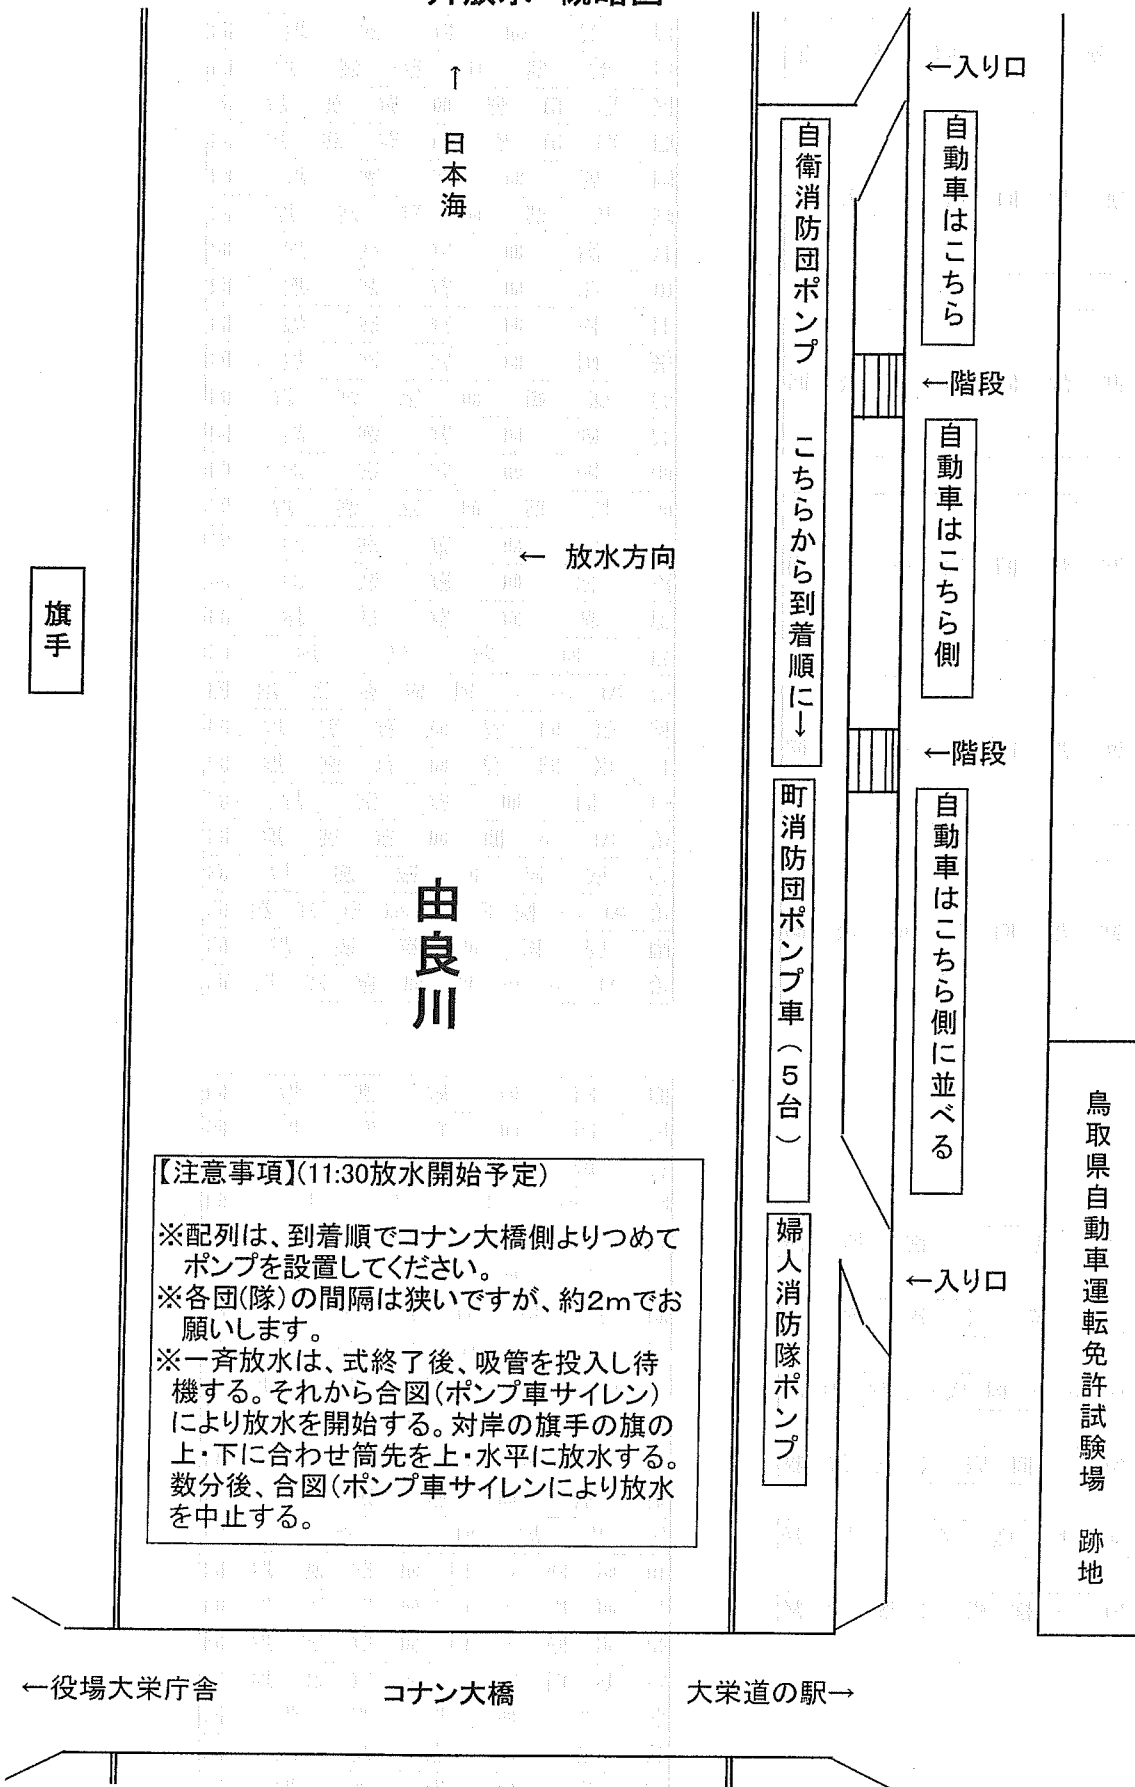 ↑
日本海
←入り口
自動車はこちら
自衛消防団ポンプ　こちらから到着順に→
←階段
自動車はこちら側
← 放水方向
旗手
←階段
町消防団ポンプ車（5台）
自動車はこちら側に並べる
由良川
鳥取県自動車運転免許試験場　跡地
【注意事項】(11:30放水開始予定)
※配列は、到着順でコナン大橋側よりつめて
ポンプを設置してください。
※各団(隊)の間隔は狭いですが、約2mでお
願いします。
※一斉放水は、式終了後、吸管を投入し待
機する。それから合図(ポンプ車サイレン)
により放水を開始する。対岸の旗手の旗の
上・下に合わせ筒先を上・水平に放水する。
数分後、合図(ポンプ車サイレンにより放水
を中止する。
婦人消防隊ポンプ
←入り口
←役場大栄庁舎
コナン大橋
大栄道の駅→